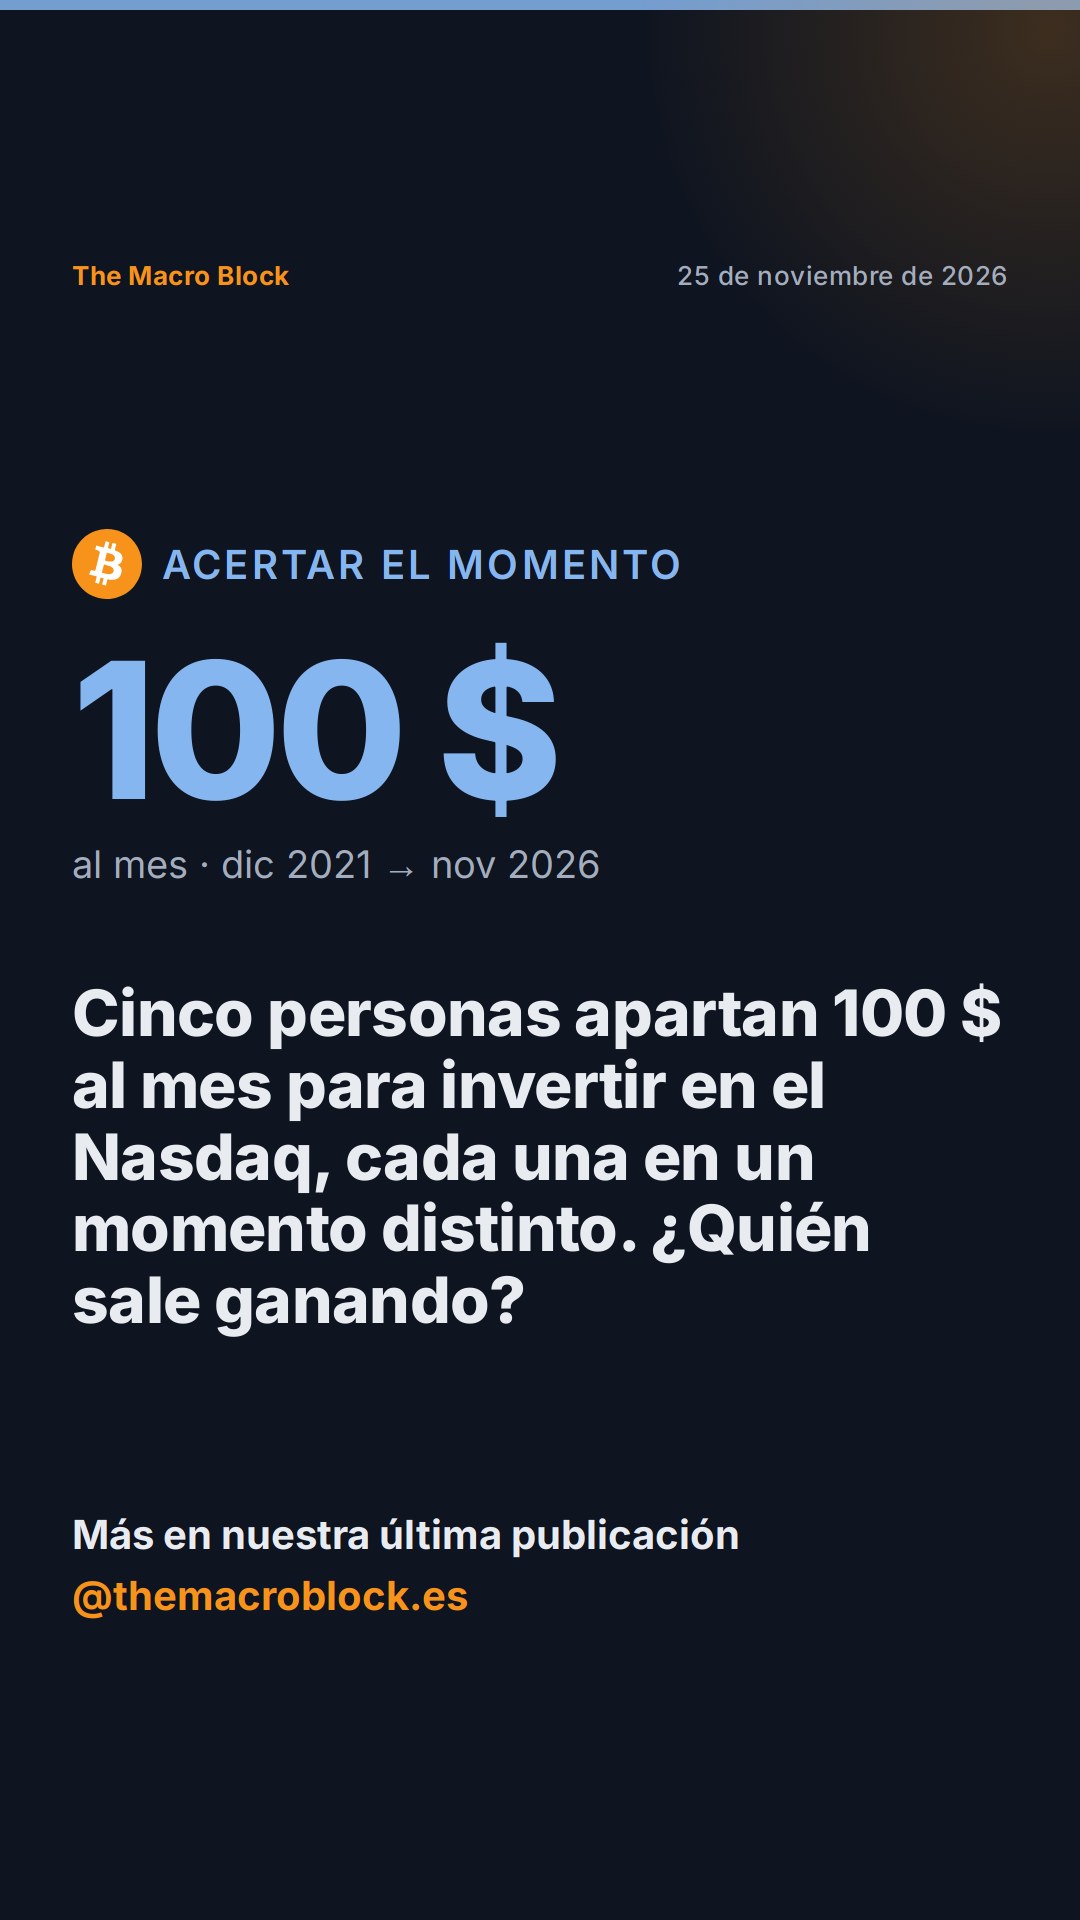 The Macro Block
25 de noviembre de 2026
ACERTAR EL MOMENTO
100 $
al mes · dic 2021 → nov 2026
Cinco personas apartan 100 $
al mes para invertir en el
Nasdaq, cada una en un
momento distinto. ¿Quién
sale ganando?
Más en nuestra última publicación
@themacroblock.es